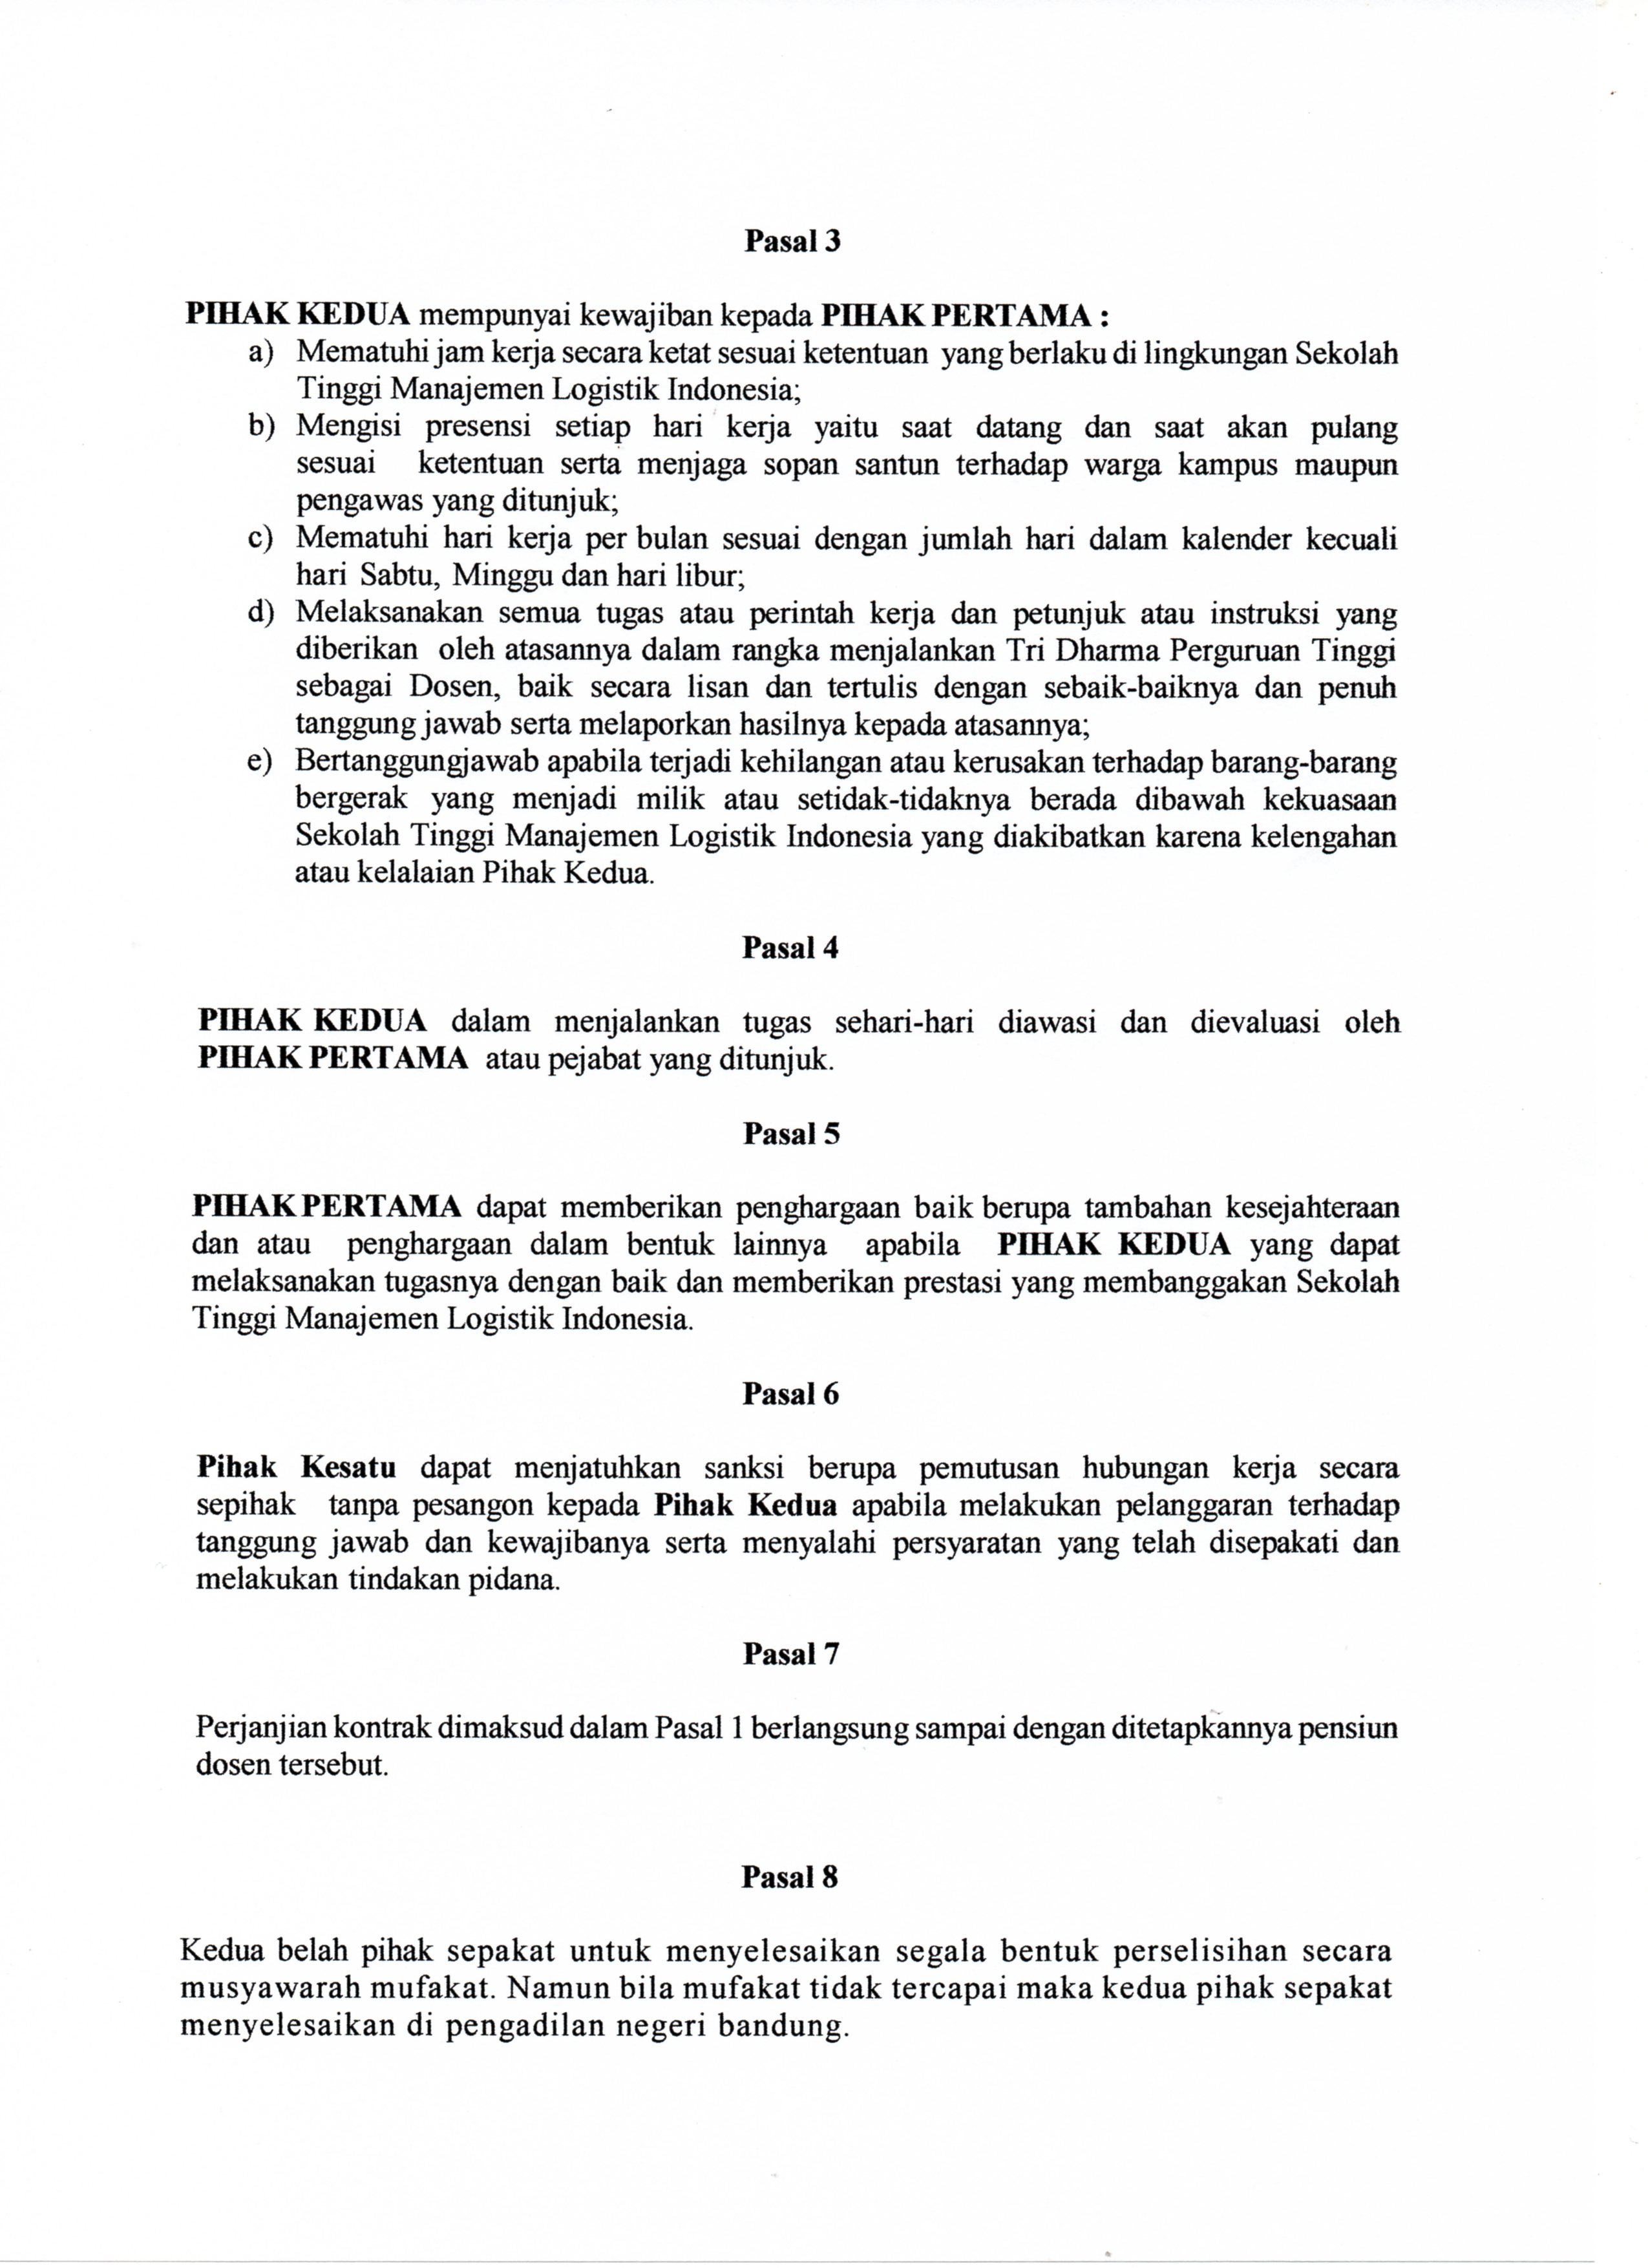 Pasal 3
PIHAK KEDUA mempunyai kewajiban kepada PIHAK PERTAMA :
a) Mematuhi jam kerja secara ketat sesuai ketentuan yang berlaku di lingkungan Sekolah
Tinggi Manajemen Logistik Indonesia;
b) Mengisi presensi setiap hari kerja yaitu saat datang dan saat akan pulang
sesuai ketentuan serta menjaga sopan santun terhadap warga kampus maupun
pengawas yang ditunjuk;
c) Mematuhi hari kerja per bulan sesuai dengan jumlah hari dalam kalender kecuali
hari Sabtu, Minggu dan hari libur;
d) Melaksanakan semua tugas atau perintah kerja dan petunjuk atau instruksi yang
diberikan oleh atasannya dalam rangka menjalankan Tri Dharma Perguruan Tinggi
sebagai Dosen, baik secara lisan dan tertulis dengan sebaik-baiknya dan penuh
tanggung jawab serta melaporkan hasilnya kepada atasannya;
e) Bertanggungjawab apabila terjadi kehilangan atau kerusakan terhadap barang-barang
bergerak yang menjadi milik atau setidak-tidaknya berada dibawah kekuasaan
Sekolah Tinggi Manajemen Logistik Indonesia yang diakibatkan karena kelengahan
atau kelalaian Pihak Kedua.
Pasal 4
PIHAK KEDUA dalam menjalankan tugas sehari-hari diawasi dan dievaluasi oleh
PIHAK PERTAMA atau pejabat yang ditunjuk.
Pasal 5
PIHAK PERTAMA dapat memberikan penghargaan baik berupa tambahan kesejahteraan
dan atau penghargaan dalam bentuk lainnya apabila PIHAK KEDUA yang dapat
melaksanakan tugasnya dengan baik dan memberikan prestasi yang membanggakan Sekolah
Tinggi Manajemen Logistik Indonesia.
Pasal 6
Pihak Kesatu dapat menjatuhkan sanksi berupa pemutusan hubungan kerja secara
sepihak tanpa pesangon kepada Pihak Kedua apabila melakukan pelanggaran terhadap
tanggung jawab dan kewajibanya serta menyalahi persyaratan yang telah disepakati dan
melakukan tindakan pidana.
Pasal 7
Perjanjian kontrak dimaksud dalam Pasal 1 berlangsung sampai dengan ditetapkannya pensiun
dosen tersebut.
Pasal 8
Kedua belah pihak sepakat untuk menyelesaikan segala bentuk perselisihan secara
musyawarah mufakat. Namun bila mufakat tidak tercapai maka kedua pihak sepakat
menyelesaikan di pengadilan negeri bandung.